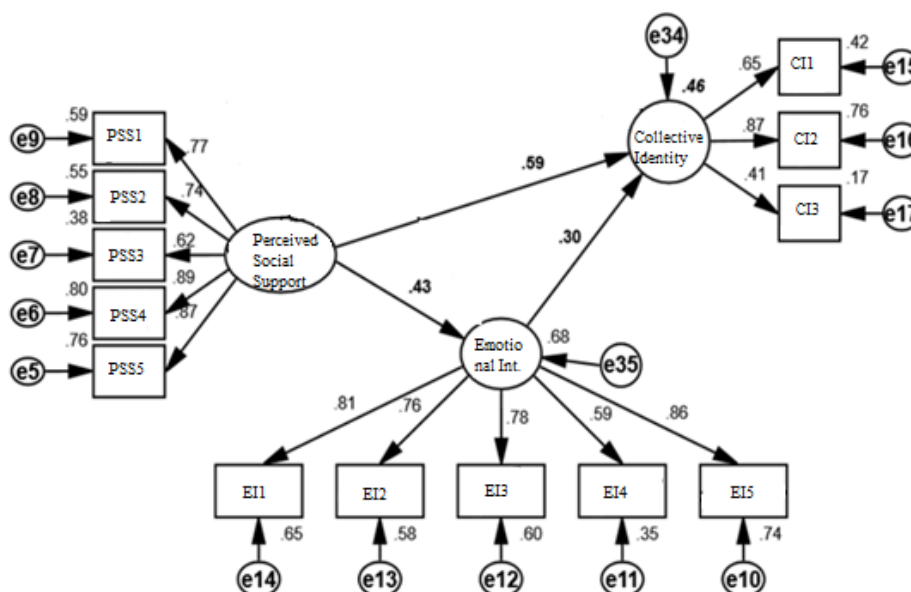 e34
.46
.65
CI1
.42
e15
.87
CI2
.76
.41
CI3
.17
e17
Collective
Identity
e9
.59
PSS1
.77
e8
.55
PSS2
.74
e7
.38
PSS3
.62
e6
.80
PSS4
.89
e5
.76
PSS5
.87
Perceived
Social
Support
.59
.30
.43
Emotio
nal Int.
.68
e35
.81
.76
.78
.59
.86
EI1
EI2
EI3
EI4
EI5
.65
.58
.60
.35
.74
e14
e13
e12
e11
e10